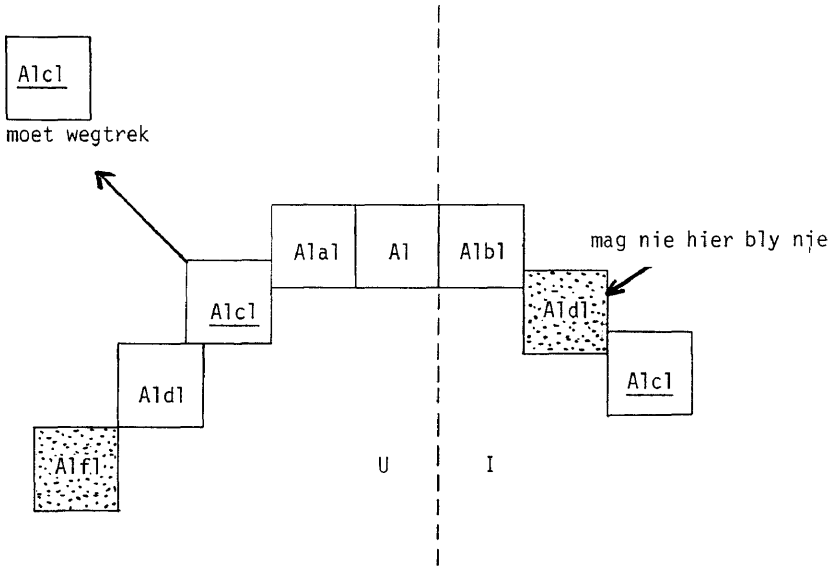 A1c1
moet wegtrek
A1a1 A1 A1b1
mag nie hier bly nie
A1c1
A1d1
A1d1
A1c1
A1f1
U I